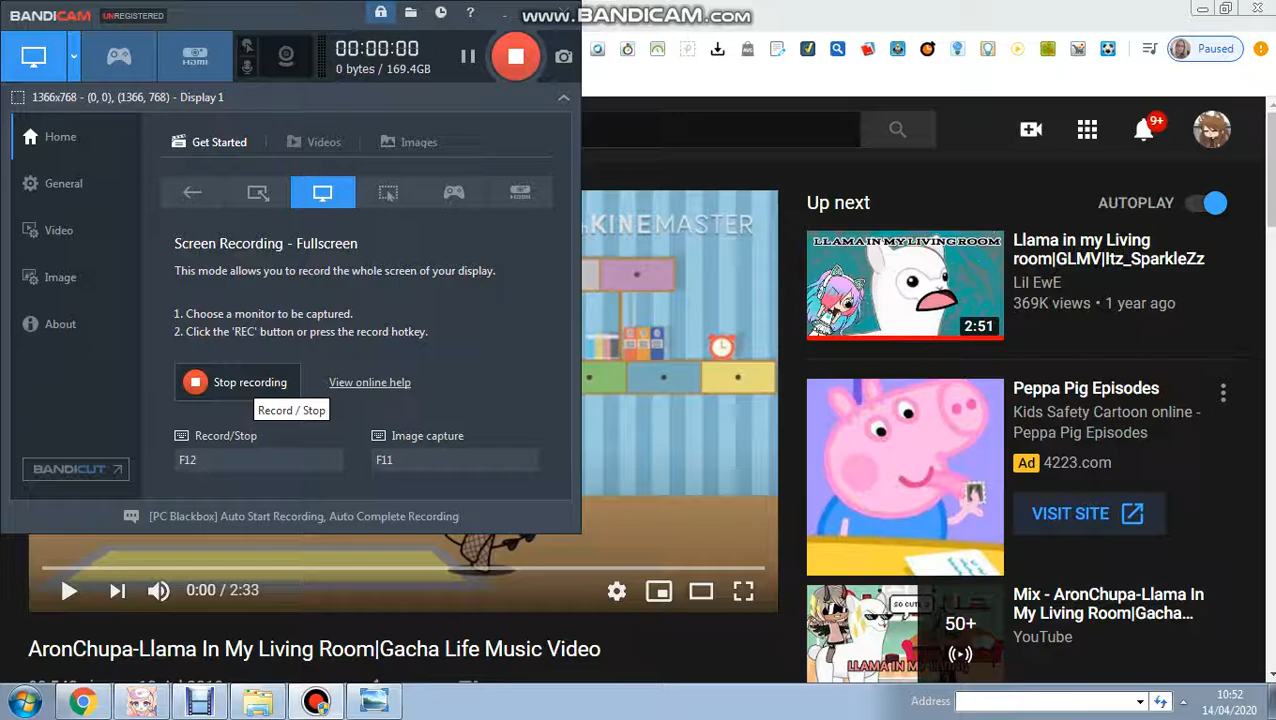 BANDICAM UNREGISTERED
www.BANDICAM.com
00:00:00
0 bytes / 169.4GB
Paused
1366x768 - (0, 0), (1366, 768) - Display 1
Home
General
Video
Image
About
BANDICUT
Get Started
Videos
Images
HDMI
Screen Recording - Fullscreen
This mode allows you to record the whole screen of your display.
1. Choose a monitor to be captured.
2. Click the 'REC' button or press the record hotkey.
Stop recording
View online help
Record / Stop
Record/Stop
Image capture
F12
F11
[PC Blackbox] Auto Start Recording, Auto Complete Recording
9+
KINEMASTER
0:00 / 2:33
AronChupa-Llama In My Living Room|Gacha Life Music Video
Up next
AUTOPLAY
LLAMA IN MY LIVING ROOM
2:51
Llama in my Living
room|GLMV|Itz_SparkleZz
Lil EwE
369K views • 1 year ago
Peppa Pig Episodes
Kids Safety Cartoon online -
Peppa Pig Episodes
Ad 4223.com
VISIT SITE
SO CUTE
50+
LLAMA IN MY LIVING
Mix - AronChupa-Llama In
My Living Room|Gacha...
YouTube
Address
10:52
14/04/2020